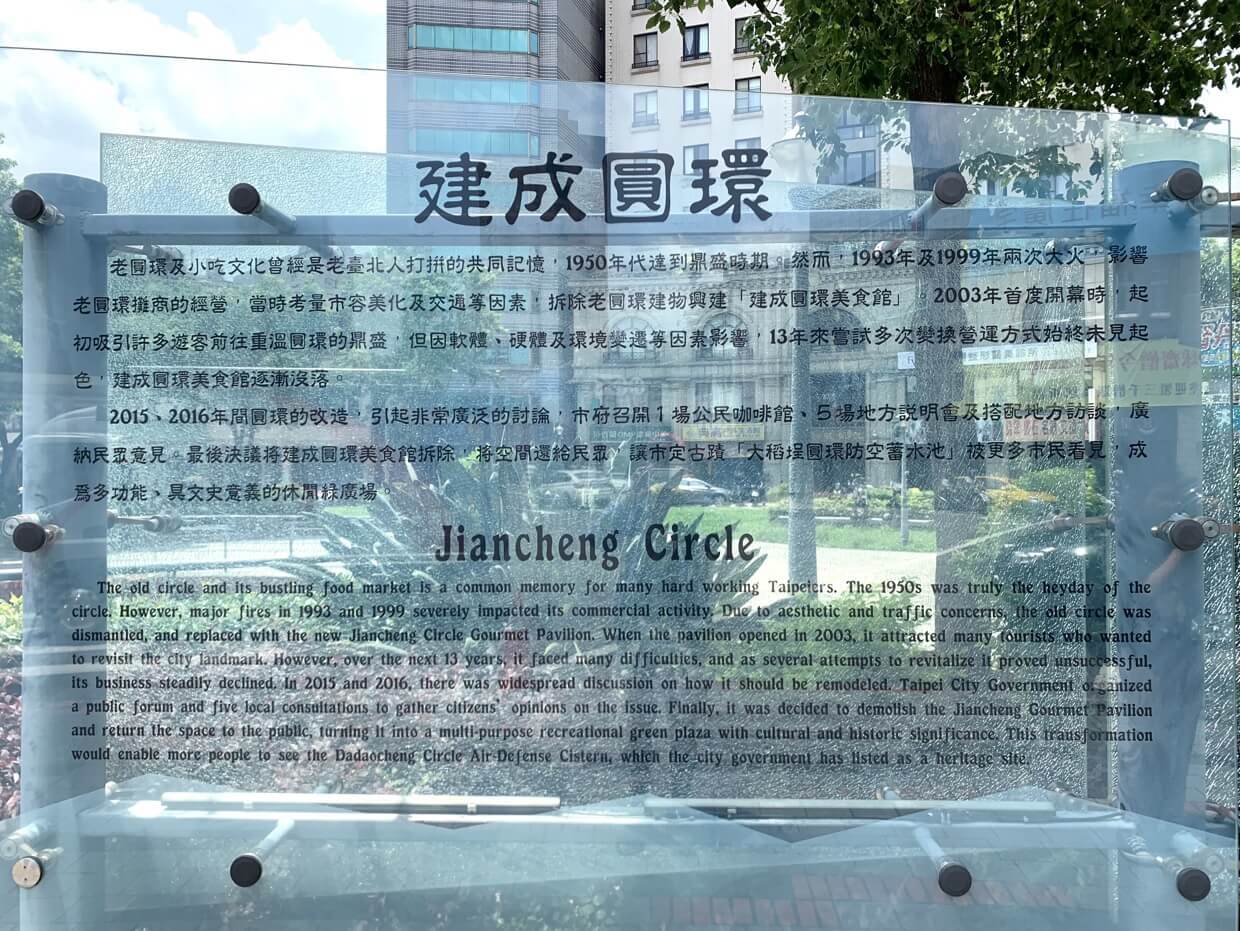 建成圓環
老圓環及小吃文化曾經是老臺北人打拚的共同記憶，1950年代達到鼎盛時期。然而，1993年及1999年兩次大火，影響
老圓環攤商的經營，當時考量市容美化及交通等因素，拆除老圓環建物興建「建成圓環美食館」。2003年首度開幕時，起
初吸引許多遊客前往重溫圓環的鼎盛，但因軟體、硬體及環境變遷等因素影響，13年來嘗試多次變換營運方式始終未見起
色，建成圓環美食館逐漸沒落。
2015、2016年間圓環的改造，引起非常廣泛的討論，市府召開1場公民咖啡館、5場地方説明會及搭配地方訪談，廣
納民眾意見。最後決議將建成圓環美食館拆除，將空間還給民眾，讓市定古蹟「大稻埕圓環防空蓄水池」被更多市民看見，成
為多功能、具文史意義的休閒綠廣場。
Jiancheng Circle
The old circle and its bustling food market is a common memory for many hard working Taipeiers. The 1950s was truly the heyday of the
circle. However, major fires in 1993 and 1999 severely impacted its commercial activity. Due to aesthetic and traffic concerns, the old circle was
dismantled, and replaced with the new Jiancheng Circle Gourmet Pavilion. When the pavilion opened in 2003, it attracted many tourists who wanted
to revisit the city landmark. However, over the next 13 years, it faced many difficulties, and as several attempts to revitalize it proved unsuccessful,
its business steadily declined. In 2015 and 2016, there was widespread discussion on how it should be remodeled. Taipei City Government organized
a public forum and five local consultations to gather citizens' opinions on the issue. Finally, it was decided to demolish the Jiancheng Gourmet Pavilion
and return the space to the public, turning it into a multi-purpose recreational green plaza with cultural and historic significance. This transformation
would enable more people to see the Dadaocheng Circle Air-Defense Cistern, which the city government has listed as a heritage site.